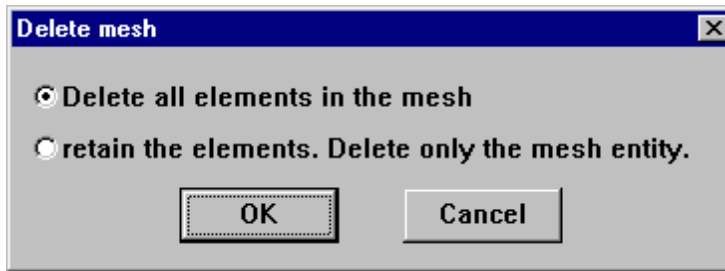 Delete mesh
Delete all elements in the mesh
retain the elements. Delete only the mesh entity.
OK Cancel